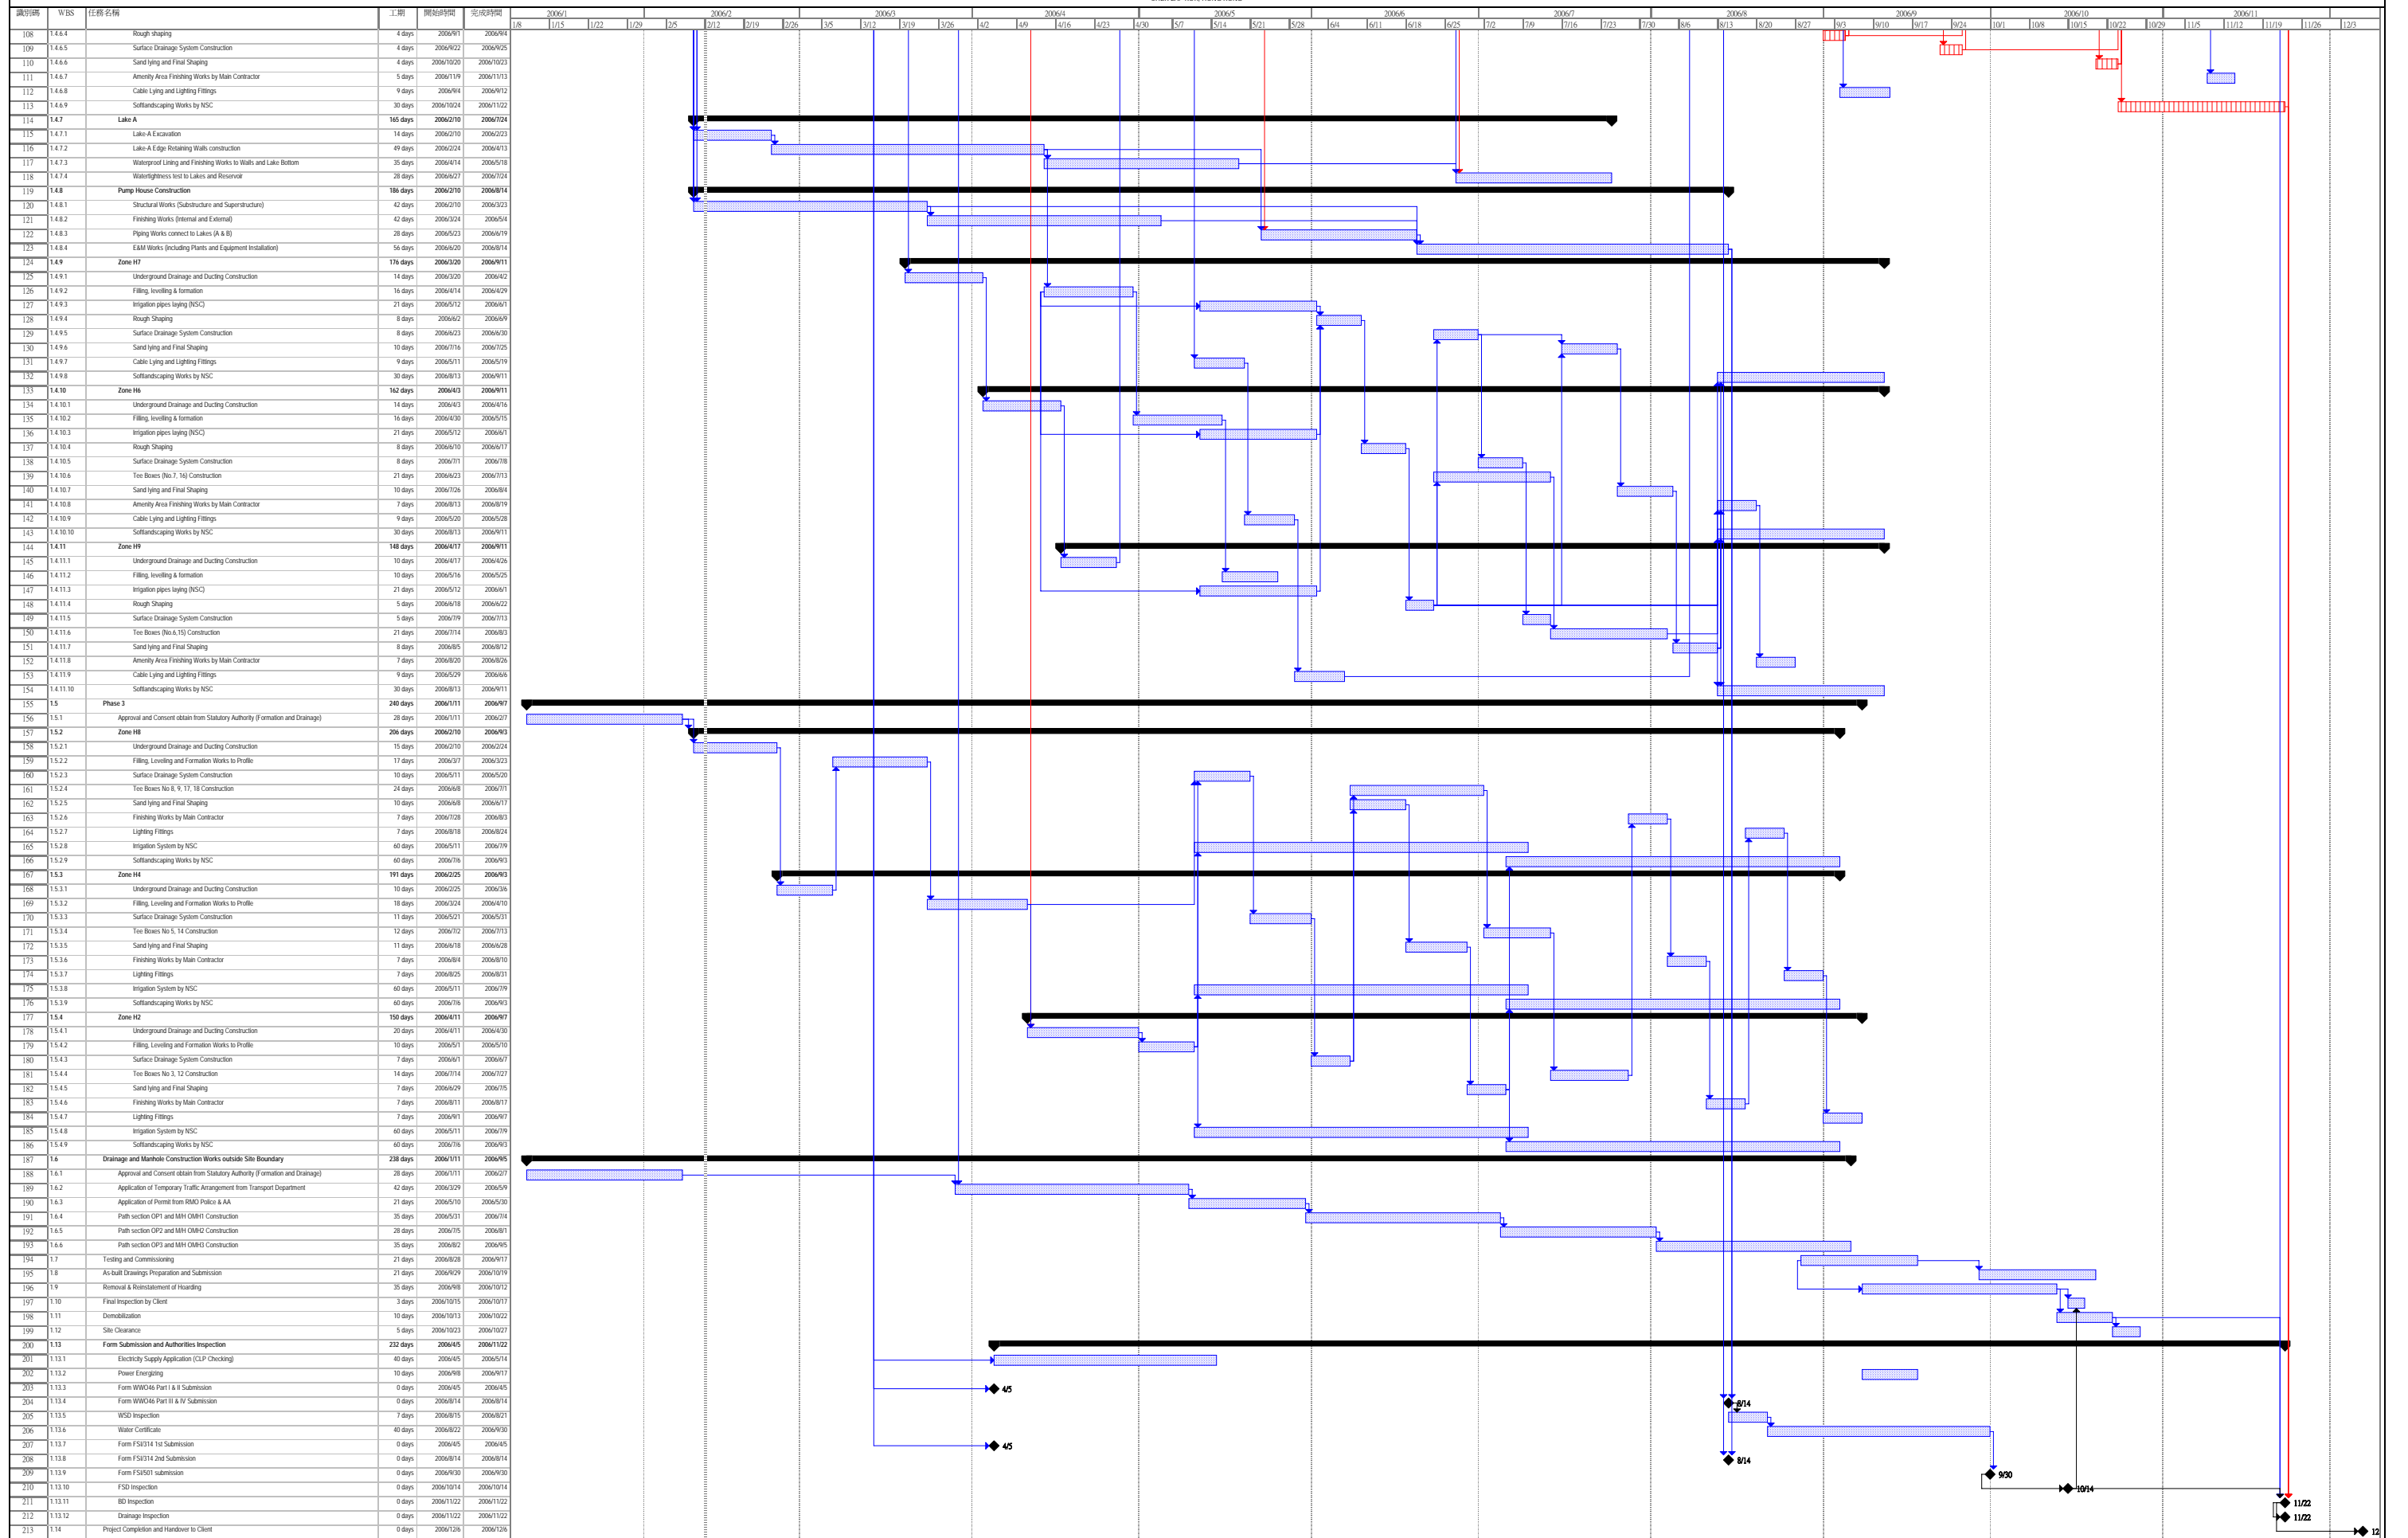 識別碼 WBS 任務名稱 工期 開始時間 完成時間 2006/1 2006/2 2006/3 2006/4 2006/5 2006/6 2006/7 2006/8 2006/9 2006/10 2006/11
1/8 1/15 1/22 1/29 2/5 2/12 2/19 2/26 3/5 3/12 3/19 3/26 4/2 4/9 4/16 4/23 4/30 5/7 5/14 5/21 5/28 6/4 6/11 6/18 6/25 7/2 7/9 7/16 7/23 7/30 8/6 8/13 8/20 8/27 9/3 9/10 9/17 9/24 10/1 10/8 10/15 10/22 10/29 11/5 11/12 11/19 11/26 12/3
108 1.4.6.4 Rough shaping 4 days 2006/9/1 2006/9/4
109 1.4.6.5 Surface Drainage System Construction 4 days 2006/9/22 2006/9/25
110 1.4.6.6 Sand lying and Final Shaping 4 days 2006/10/20 2006/10/23
111 1.4.6.7 Amenity Area Finishing Works by Main Contractor 5 days 2006/11/9 2006/11/13
112 1.4.6.8 Cable Lying and Lighting Fittings 9 days 2006/9/4 2006/9/12
113 1.4.6.9 Softlandscaping Works by NSC 30 days 2006/10/24 2006/11/22
114 1.4.7 Lake A 165 days 2006/2/10 2006/7/24
115 1.4.7.1 Lake-A Excavation 14 days 2006/2/10 2006/2/23
116 1.4.7.2 Lake-A Edge Retaining Walls construction 49 days 2006/2/24 2006/4/13
117 1.4.7.3 Waterproof Lining and Finishing Works to Walls and Lake Bottom 35 days 2006/4/14 2006/5/18
118 1.4.7.4 Watertightness test to Lakes and Reservoir 28 days 2006/6/27 2006/7/24
119 1.4.8 Pump House Construction 186 days 2006/2/10 2006/8/14
120 1.4.8.1 Structural Works (Substructure and Superstructure) 42 days 2006/2/10 2006/3/23
121 1.4.8.2 Finishing Works (Internal and External) 42 days 2006/3/24 2006/5/4
122 1.4.8.3 Piping Works connect to Lakes (A & B) 28 days 2006/5/23 2006/6/19
123 1.4.8.4 E&M Works (including Plants and Equipment Installation) 56 days 2006/6/20 2006/8/14
124 1.4.9 Zone H7 176 days 2006/3/20 2006/9/11
125 1.4.9.1 Underground Drainage and Ducting Construction 14 days 2006/3/20 2006/4/2
126 1.4.9.2 Filling, levelling & formation 16 days 2006/4/14 2006/4/29
127 1.4.9.3 Irrigation pipes laying (NSC) 21 days 2006/5/12 2006/6/1
128 1.4.9.4 Rough Shaping 8 days 2006/6/2 2006/6/9
129 1.4.9.5 Surface Drainage System Construction 8 days 2006/6/23 2006/6/30
130 1.4.9.6 Sand lying and Final Shaping 10 days 2006/7/16 2006/7/25
131 1.4.9.7 Cable Lying and Lighting Fittings 9 days 2006/5/11 2006/5/19
132 1.4.9.8 Softlandscaping Works by NSC 30 days 2006/8/13 2006/9/11
133 1.4.10 Zone H6 162 days 2006/4/3 2006/9/11
134 1.4.10.1 Underground Drainage and Ducting Construction 14 days 2006/4/3 2006/4/16
135 1.4.10.2 Filling, levelling & formation 16 days 2006/4/30 2006/5/15
136 1.4.10.3 Irrigation pipes laying (NSC) 21 days 2006/5/12 2006/6/1
137 1.4.10.4 Rough Shaping 8 days 2006/6/10 2006/6/17
138 1.4.10.5 Surface Drainage System Construction 8 days 2006/7/1 2006/7/8
139 1.4.10.6 Tee Boxes (No.7, 16) Construction 21 days 2006/6/23 2006/7/13
140 1.4.10.7 Sand lying and Final Shaping 10 days 2006/7/26 2006/8/4
141 1.4.10.8 Amenity Area Finishing Works by Main Contractor 7 days 2006/8/13 2006/8/19
142 1.4.10.9 Cable Lying and Lighting Fittings 9 days 2006/5/20 2006/5/28
143 1.4.10.10 Softlandscaping Works by NSC 30 days 2006/8/13 2006/9/11
144 1.4.11 Zone H9 148 days 2006/4/17 2006/9/11
145 1.4.11.1 Underground Drainage and Ducting Construction 10 days 2006/4/17 2006/4/26
146 1.4.11.2 Filling, levelling & formation 10 days 2006/5/16 2006/5/25
147 1.4.11.3 Irrigation pipes laying (NSC) 21 days 2006/5/12 2006/6/1
148 1.4.11.4 Rough Shaping 5 days 2006/6/18 2006/6/22
149 1.4.11.5 Surface Drainage System Construction 5 days 2006/7/9 2006/7/13
150 1.4.11.6 Tee Boxes (No.6,15) Construction 21 days 2006/7/14 2006/8/3
151 1.4.11.7 Sand lying and Final Shaping 8 days 2006/8/5 2006/8/12
152 1.4.11.8 Amenity Area Finishing Works by Main Contractor 7 days 2006/8/20 2006/8/26
153 1.4.11.9 Cable Lying and Lighting Fittings 9 days 2006/5/29 2006/6/6
154 1.4.11.10 Softlandscaping Works by NSC 30 days 2006/8/13 2006/9/11
155 1.5 Phase 3 240 days 2006/1/11 2006/9/7
156 1.5.1 Approval and Consent obtain from Statutory Authority (Formation and Drainage) 28 days 2006/1/11 2006/2/7
157 1.5.2 Zone H8 206 days 2006/2/10 2006/9/3
158 1.5.2.1 Underground Drainage and Ducting Construction 15 days 2006/2/10 2006/2/24
159 1.5.2.2 Filling, Leveling and Formation Works to Profile 17 days 2006/3/7 2006/3/23
160 1.5.2.3 Surface Drainage System Construction 10 days 2006/5/11 2006/5/20
161 1.5.2.4 Tee Boxes No 8, 9, 17, 18 Construction 24 days 2006/6/8 2006/7/1
162 1.5.2.5 Sand lying and Final Shaping 10 days 2006/6/8 2006/6/17
163 1.5.2.6 Finishing Works by Main Contractor 7 days 2006/7/28 2006/8/3
164 1.5.2.7 Lighting Fittings 7 days 2006/8/18 2006/8/24
165 1.5.2.8 Irrigation System by NSC 60 days 2006/5/11 2006/7/9
166 1.5.2.9 Softlandscaping Works by NSC 60 days 2006/7/6 2006/9/3
167 1.5.3 Zone H4 191 days 2006/2/25 2006/9/3
168 1.5.3.1 Underground Drainage and Ducting Construction 10 days 2006/2/25 2006/3/6
169 1.5.3.2 Filling, Leveling and Formation Works to Profile 18 days 2006/3/24 2006/4/10
170 1.5.3.3 Surface Drainage System Construction 11 days 2006/5/21 2006/5/31
171 1.5.3.4 Tee Boxes No 5, 14 Construction 12 days 2006/7/2 2006/7/13
172 1.5.3.5 Sand lying and Final Shaping 11 days 2006/6/18 2006/6/28
173 1.5.3.6 Finishing Works by Main Contractor 7 days 2006/8/4 2006/8/10
174 1.5.3.7 Lighting Fittings 7 days 2006/8/25 2006/8/31
175 1.5.3.8 Irrigation System by NSC 60 days 2006/5/11 2006/7/9
176 1.5.3.9 Softlandscaping Works by NSC 60 days 2006/7/6 2006/9/3
177 1.5.4 Zone H2 150 days 2006/4/11 2006/9/7
178 1.5.4.1 Underground Drainage and Ducting Construction 20 days 2006/4/11 2006/4/30
179 1.5.4.2 Filling, Leveling and Formation Works to Profile 10 days 2006/5/1 2006/5/10
180 1.5.4.3 Surface Drainage System Construction 7 days 2006/6/1 2006/6/7
181 1.5.4.4 Tee Boxes No 3, 12 Construction 14 days 2006/7/14 2006/7/27
182 1.5.4.5 Sand lying and Final Shaping 7 days 2006/6/29 2006/7/5
183 1.5.4.6 Finishing Works by Main Contractor 7 days 2006/8/11 2006/8/17
184 1.5.4.7 Lighting Fittings 7 days 2006/9/1 2006/9/7
185 1.5.4.8 Irrigation System by NSC 60 days 2006/5/11 2006/7/9
186 1.5.4.9 Softlandscaping Works by NSC 60 days 2006/7/6 2006/9/3
187 1.6 Drainage and Manhole Construction Works outside Site Boundary 238 days 2006/1/11 2006/9/5
188 1.6.1 Approval and Consent obtain from Statutory Authority (Formation and Drainage) 28 days 2006/1/11 2006/2/7
189 1.6.2 Application of Temporary Traffic Arrangement from Transport Department 42 days 2006/3/29 2006/5/9
190 1.6.3 Application of Permit from RMO Police & AA 21 days 2006/5/10 2006/5/30
191 1.6.4 Path section OP1 and M/H OMH1 Construction 35 days 2006/5/31 2006/7/4
192 1.6.5 Path section OP2 and M/H OMH2 Construction 28 days 2006/7/5 2006/8/1
193 1.6.6 Path section OP3 and M/H OMH3 Construction 35 days 2006/8/2 2006/9/5
194 1.7 Testing and Commissioning 21 days 2006/8/28 2006/9/17
195 1.8 As-built Drawings Preparation and Submission 21 days 2006/9/29 2006/10/19
196 1.9 Removal & Reinstatement of Hoarding 35 days 2006/9/8 2006/10/12
197 1.10 Final Inspection by Client 3 days 2006/10/15 2006/10/17
198 1.11 Demobilization 10 days 2006/10/13 2006/10/22
199 1.12 Site Clearance 5 days 2006/10/23 2006/10/27
200 1.13 Form Submission and Authorities Inspection 232 days 2006/4/5 2006/11/22
201 1.13.1 Electricity Supply Application (CLP Checking) 40 days 2006/4/5 2006/5/14
202 1.13.2 Power Energizing 10 days 2006/9/8 2006/9/17
203 1.13.3 Form WWO46 Part I & II Submission 0 days 2006/4/5 2006/4/5 4/5
204 1.13.4 Form WWO46 Part III & IV Submission 0 days 2006/8/14 2006/8/14 8/14
205 1.13.5 WSD Inspection 7 days 2006/8/15 2006/8/21
206 1.13.6 Water Certificate 40 days 2006/8/22 2006/9/30
207 1.13.7 Form FSI/314 1st Submission 0 days 2006/4/5 2006/4/5 4/5
208 1.13.8 Form FSI/314 2nd Submission 0 days 2006/8/14 2006/8/14 8/14
209 1.13.9 Form FSI/501 submission 0 days 2006/9/30 2006/9/30 9/30
210 1.13.10 FSD Inspection 0 days 2006/10/14 2006/10/14 10/14
211 1.13.11 BD Inspection 0 days 2006/11/22 2006/11/22 11/22
212 1.13.12 Drainage Inspection 0 days 2006/11/22 2006/11/22 11/22
213 1.14 Project Completion and Handover to Client 0 days 2006/12/6 2006/12/6 12